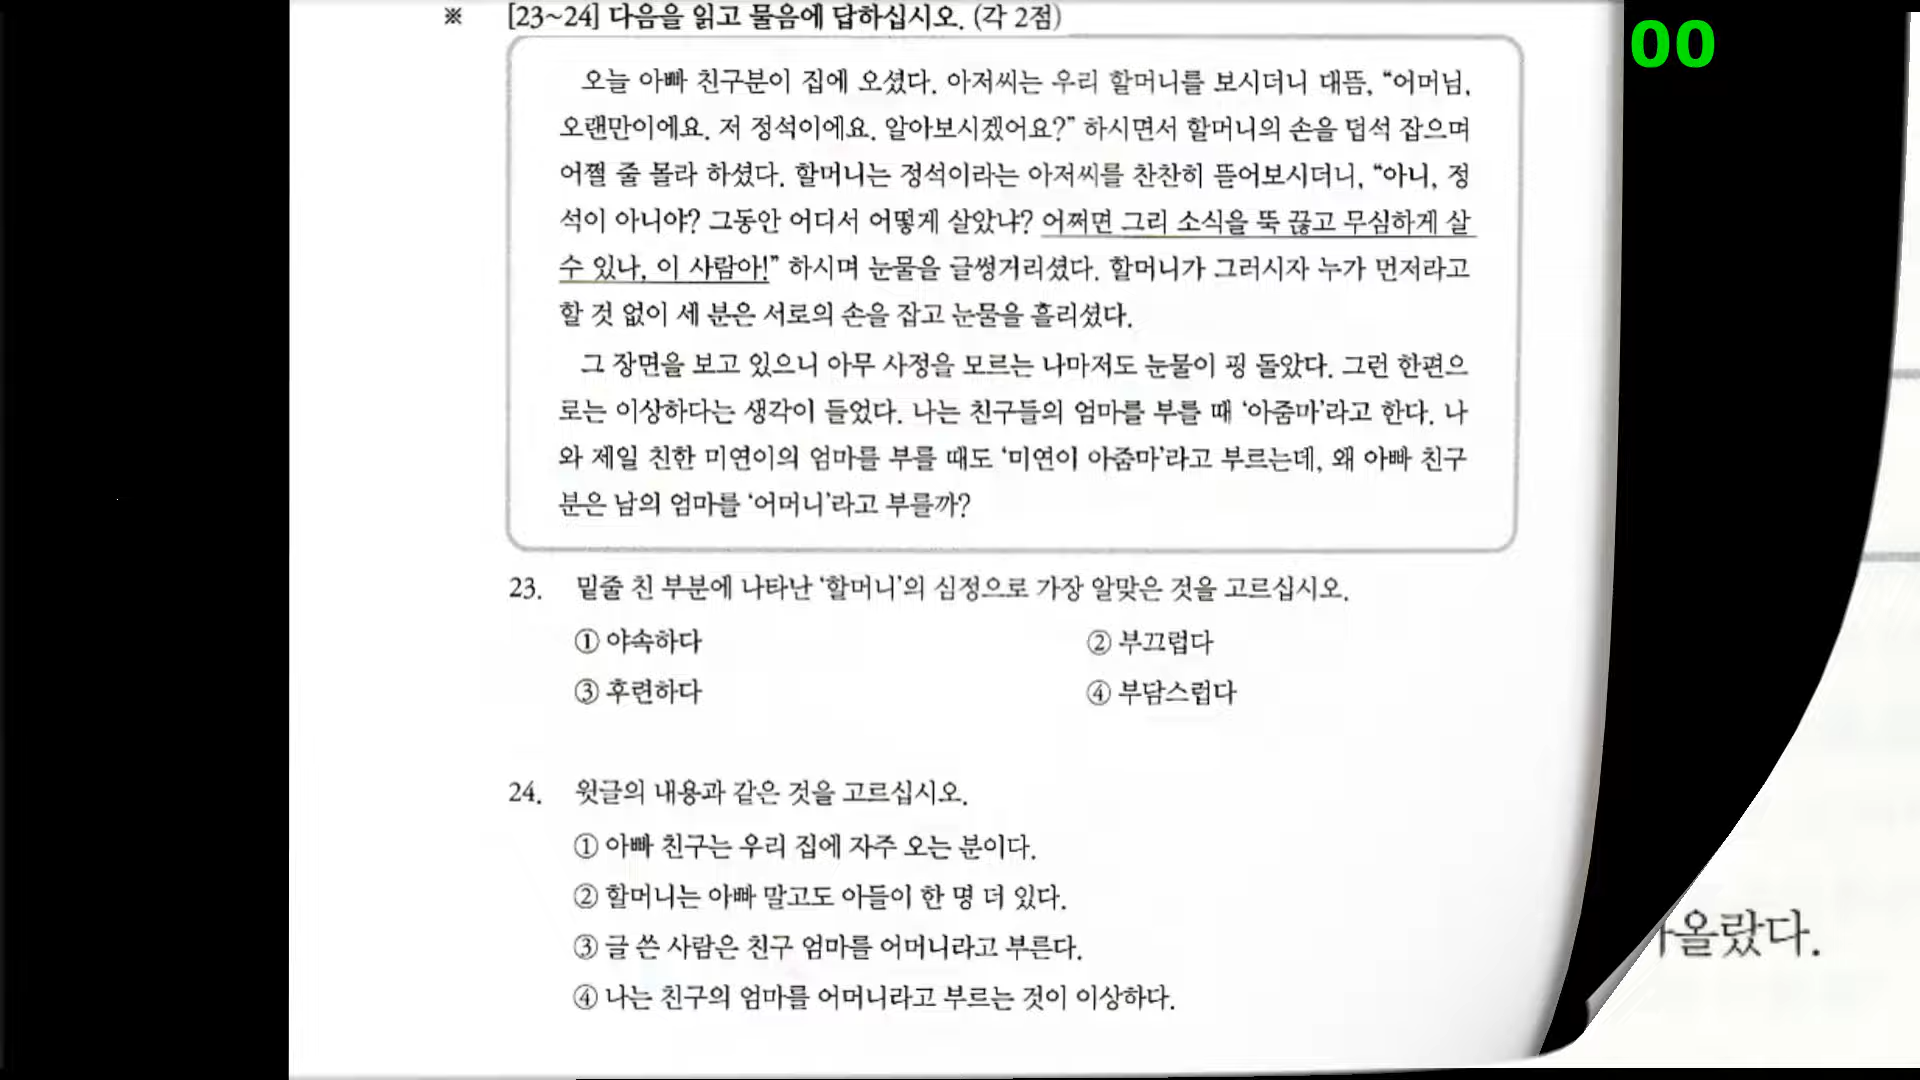 00
※ [23~24] 다음을 읽고 물음에 답하십시오. (각 2점)
오늘 아빠 친구분이 집에 오셨다. 아저씨는 우리 할머니를 보시더니 대뜸, “어머님,
오랜만이에요. 저 정석이에요. 알아보시겠어요?” 하시면서 할머니의 손을 덥석 잡으며
어쩔 줄 몰라 하셨다. 할머니는 정석이라는 아저씨를 찬찬히 뜯어보시더니, “아니, 정
석이 아니야? 그동안 어디서 어떻게 살았냐? 어쩌면 그리 소식을 뚝 끊고 무심하게 살
수 있나, 이 사람아!” 하시며 눈물을 글썽거리셨다. 할머니가 그러시자 누가 먼저라고
할 것 없이 세 분은 서로의 손을 잡고 눈물을 흘리셨다.
그 장면을 보고 있으니 아무 사정을 모르는 나마저도 눈물이 핑 돌았다. 그런 한편으
로는 이상하다는 생각이 들었다. 나는 친구들의 엄마를 부를 때 ‘아줌마’라고 한다. 나
와 제일 친한 미연이의 엄마를 부를 때도 ‘미연이 아줌마’라고 부르는데, 왜 아빠 친구
분은 남의 엄마를 ‘어머니’라고 부를까?
23. 밑줄 친 부분에 나타난 ‘할머니’의 심정으로 가장 알맞은 것을 고르십시오.
① 야속하다 ② 부끄럽다
③ 후련하다 ④ 부담스럽다
24. 윗글의 내용과 같은 것을 고르십시오.
① 아빠 친구는 우리 집에 자주 오는 분이다.
② 할머니는 아빠 말고도 아들이 한 명 더 있다.
③ 글 쓴 사람은 친구 엄마를 어머니라고 부른다.
④ 나는 친구의 엄마를 어머니라고 부르는 것이 이상하다.
올랐다.